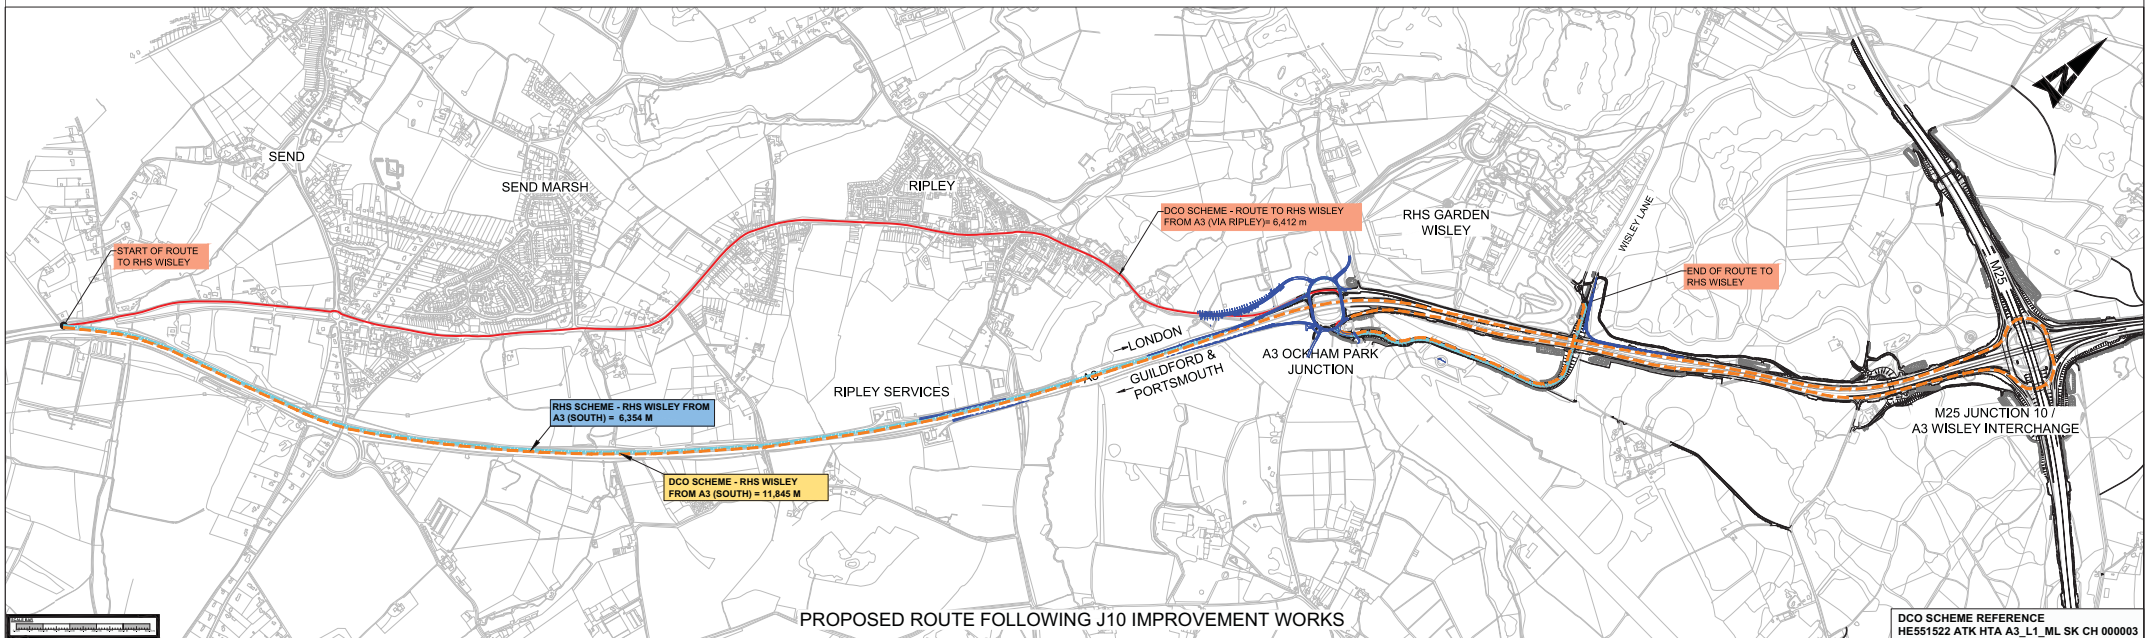 SEND
SEND MARSH
RIPLEY
START OF ROUTE
TO RHS WISLEY
DCO SCHEME - ROUTE TO RHS WISLEY
FROM A3 (VIA RIPLEY)= 6,412 m
RHS GARDEN
WISLEY
WISLEY LANE
END OF ROUTE TO
RHS WISLEY
M25
N
LONDON
A3
GUILDFORD &
PORTSMOUTH
A3 OCKHAM PARK
JUNCTION
RIPLEY SERVICES
RHS SCHEME - RHS WISLEY FROM
A3 (SOUTH) = 6,354 M
DCO SCHEME - RHS WISLEY
FROM A3 (SOUTH) = 11,845 M
M25 JUNCTION 10 /
A3 WISLEY INTERCHANGE
PROPOSED ROUTE FOLLOWING J10 IMPROVEMENT WORKS
DCO SCHEME REFERENCE
HE551522 ATK HTA A3_L1_ML SK CH 000003